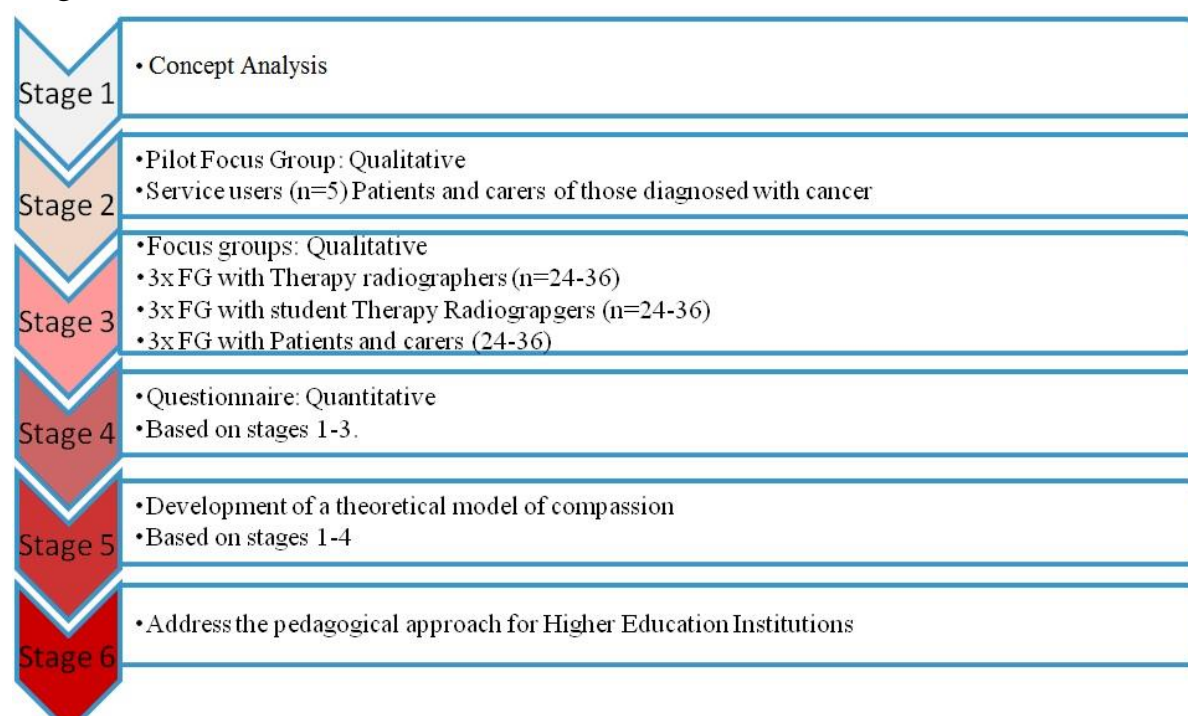 Stage 1
• Concept Analysis
Stage 2
•Pilot Focus Group: Qualitative
•Service users (n=5) Patients and carers of those diagnosed with cancer
Stage 3
•Focus groups: Qualitative
•3x FG with Therapy radiographers (n=24-36)
•3x FG with student Therapy Radiograpgers (n=24-36)
•3x FG with Patients and carers (24-36)
Stage 4
•Questionnaire: Quantitative
•Based on stages 1-3.
Stage 5
•Development of a theoretical model of compassion
•Based on stages 1-4
Stage 6
•Address the pedagogical approach for Higher Education Institutions